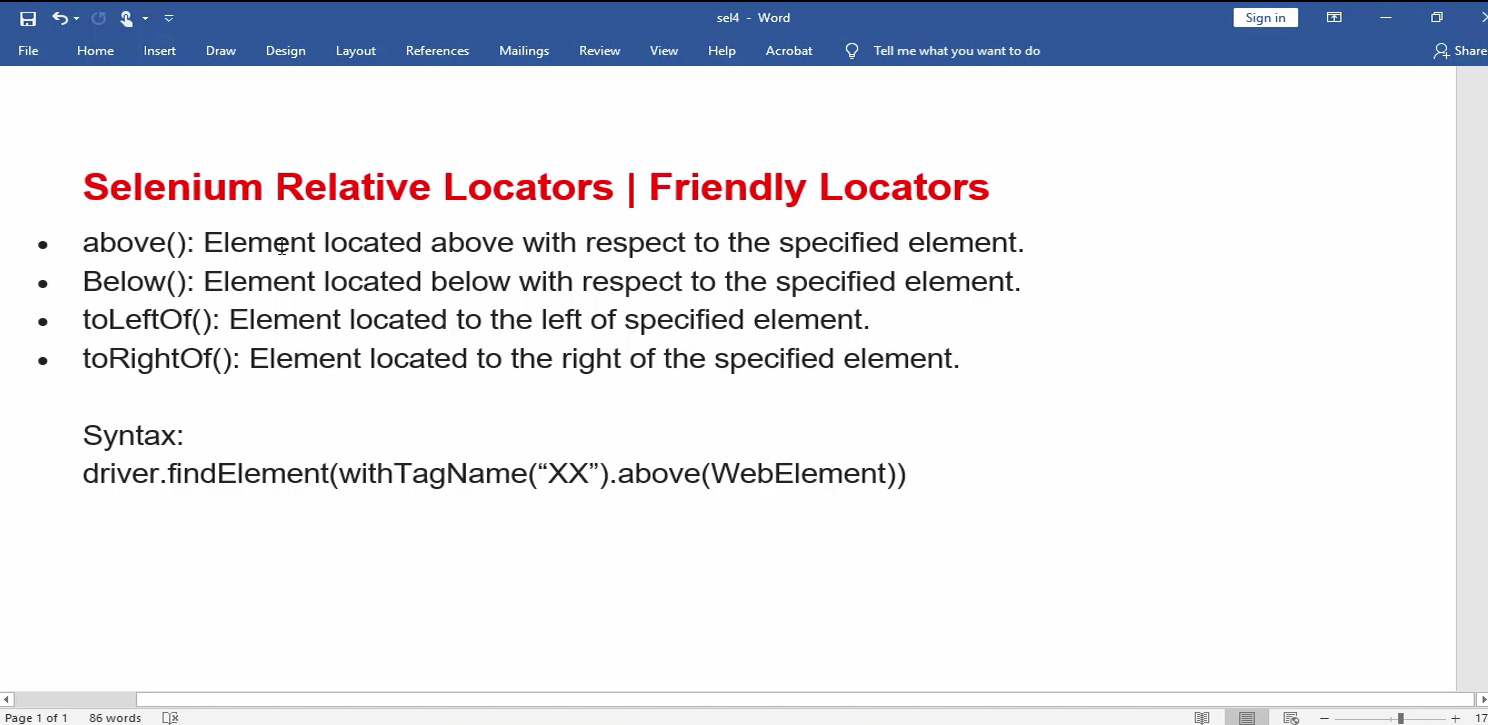 sel4 - Word
Sign in
File Home Insert Draw Design Layout References Mailings Review View Help Acrobat Tell me what you want to do Share
Selenium Relative Locators | Friendly Locators
• above(): Element located above with respect to the specified element.
• Below(): Element located below with respect to the specified element.
• toLeftOf(): Element located to the left of specified element.
• toRightOf(): Element located to the right of the specified element.
Syntax:
driver.findElement(withTagName(“XX”).above(WebElement))
Page 1 of 1 86 words 17